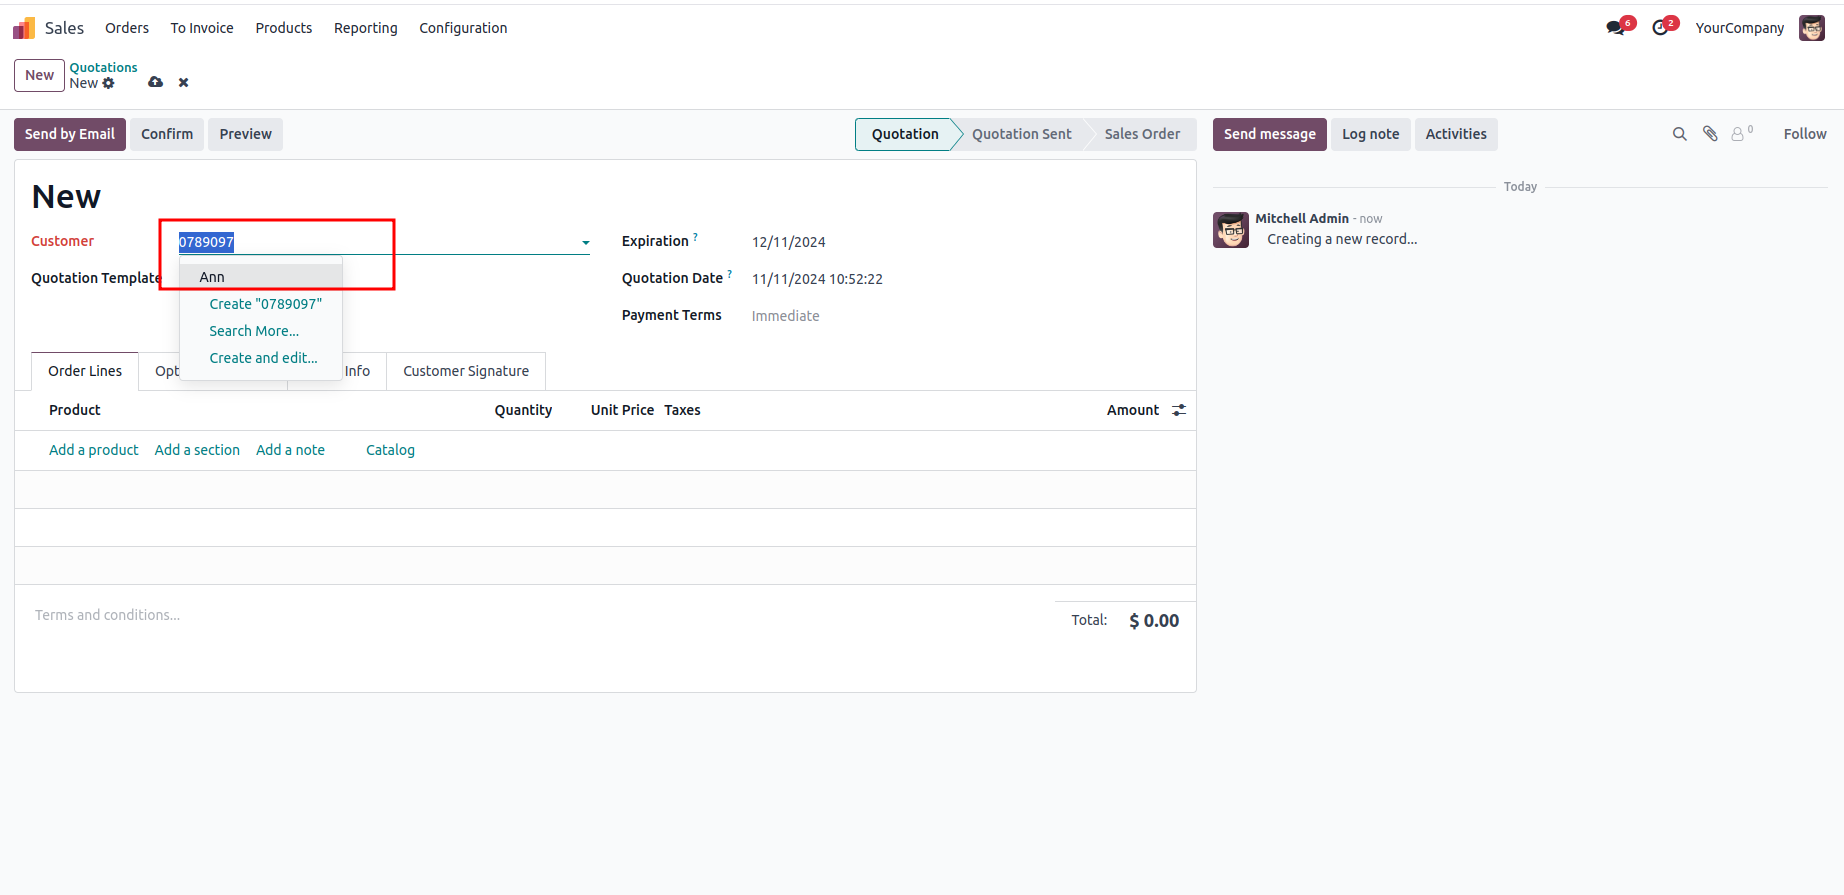 Sales Orders To Invoice Products Reporting Configuration 6 2 YourCompany
New Quotations
New
Send by Email Confirm Preview Quotation Quotation Sent Sales Order Send message Log note Activities 0 Follow
New
Today
Mitchell Admin - now
Creating a new record...
Customer 0789097 Expiration ? 12/11/2024
Quotation Template Ann Quotation Date ? 11/11/2024 10:52:22
Create "0789097"
Payment Terms Immediate
Search More...
Create and edit...
Order Lines Opt Info Customer Signature
Product Quantity Unit Price Taxes Amount
Add a product Add a section Add a note Catalog
Terms and conditions...
Total: $ 0.00